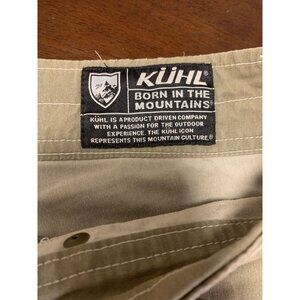 KÜHL®
BORN IN THE
MOUNTAINS®
KÜHL IS A PRODUCT DRIVEN COMPANY
WITH A PASSION FOR THE OUTDOOR
EXPERIENCE. THE KÜHL ICON
REPRESENTS THIS MOUNTAIN CULTURE®